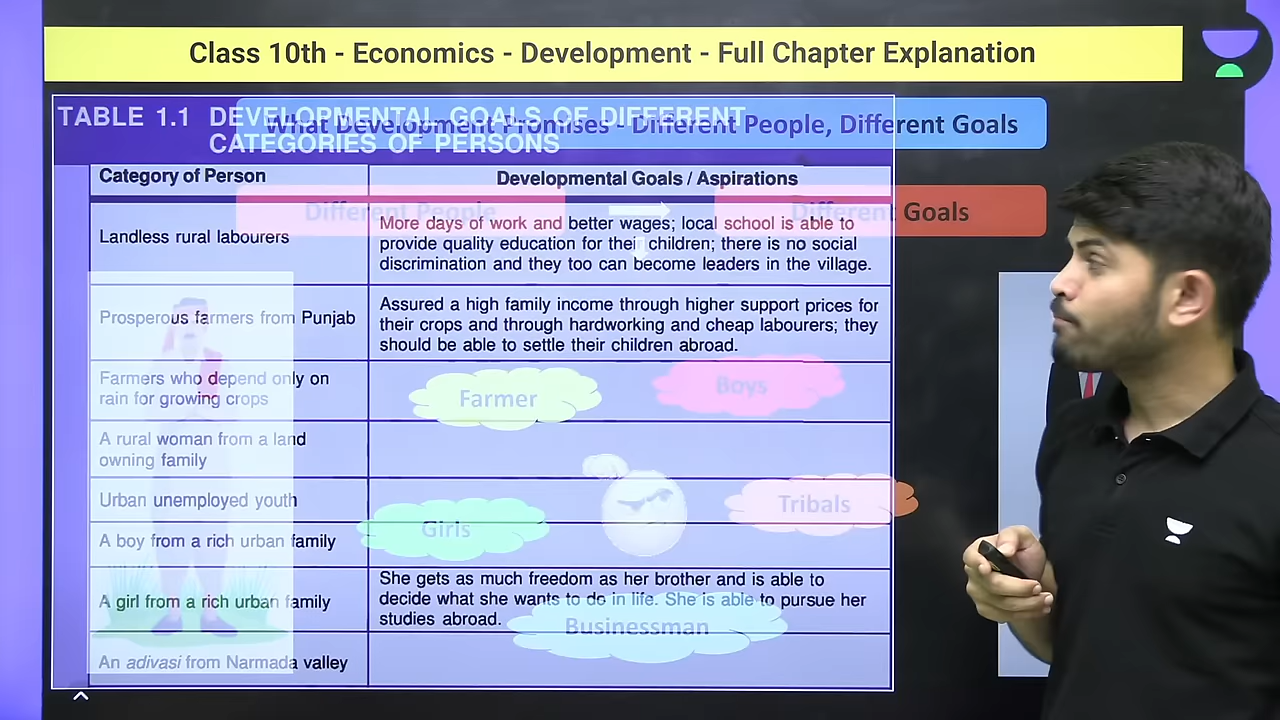 Class 10th - Economics - Development - Full Chapter Explanation
TABLE 1.1 DEVELOPMENTAL GOALS OF DIFFERENT
CATEGORIES OF PERSONS
What Development Promises - Different People, Different Goals
Category of Person
Developmental Goals / Aspirations
Different People
Different Goals
Landless rural labourers
More days of work and better wages; local school is able to
provide quality education for their children; there is no social
discrimination and they too can become leaders in the village.
Prosperous farmers from Punjab
Assured a high family income through higher support prices for
their crops and through hardworking and cheap labourers; they
should be able to settle their children abroad.
Farmers who depend only on
rain for growing crops
Farmer
Boys
A rural woman from a land
owning family
Urban unemployed youth
Tribals
Girls
A boy from a rich urban family
A girl from a rich urban family
She gets as much freedom as her brother and is able to
decide what she wants to do in life. She is able to pursue her
studies abroad.
Businessman
An adivasi from Narmada valley